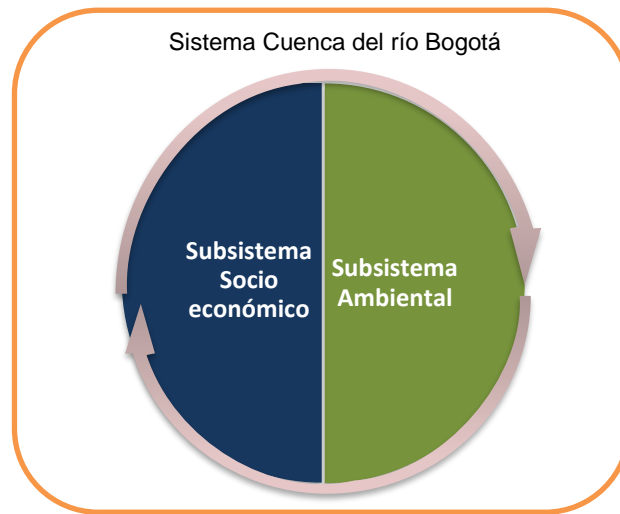 Sistema Cuenca del río Bogotá
Subsistema
Socio
económico
Subsistema
Ambiental